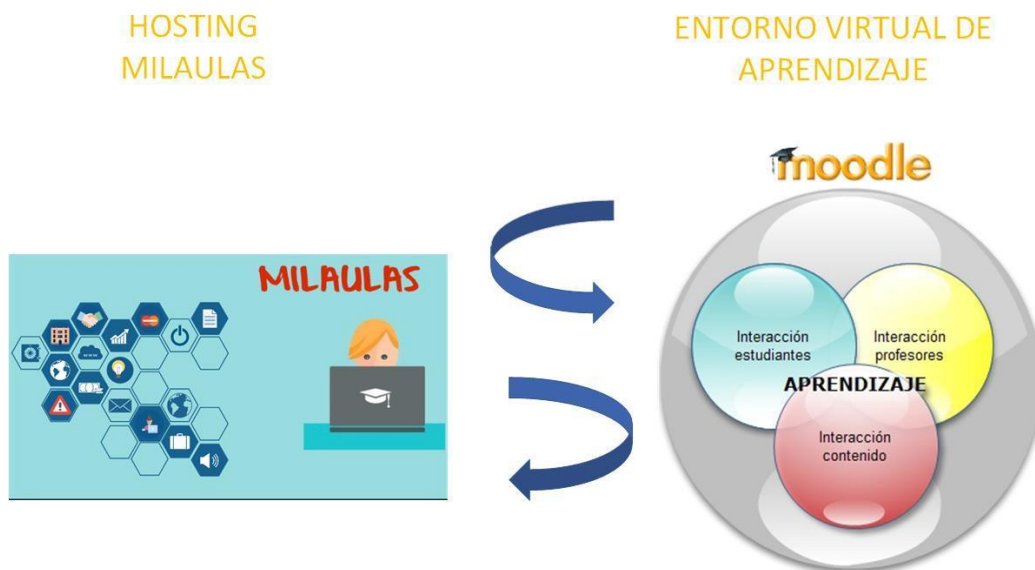 HOSTING
MILAULAS
ENTORNO VIRTUAL DE
APRENDIZAJE
moodle
MILAULAS
Interacción
estudiantes
Interacción
profesores
APRENDIZAJE
Interacción
contenido